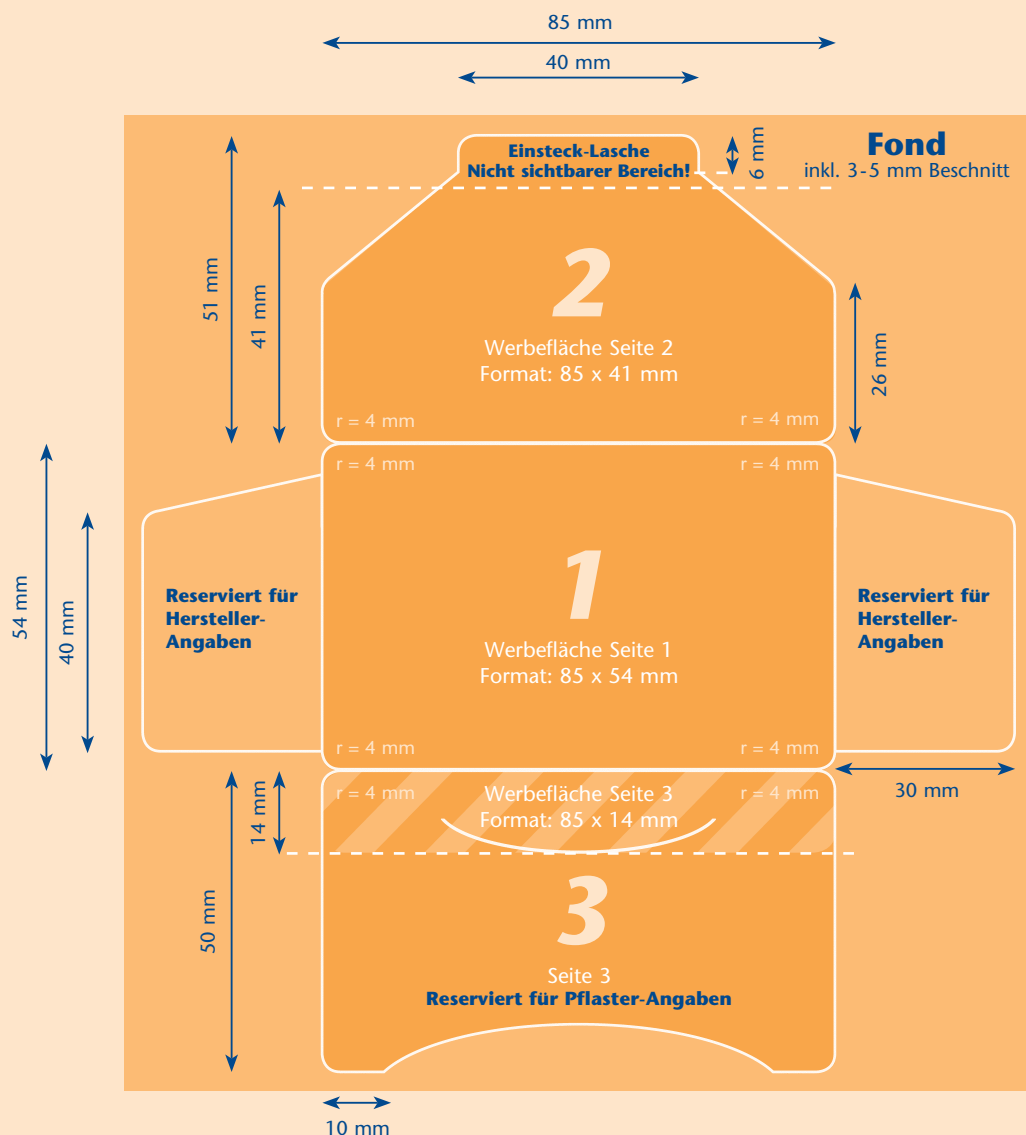 85 mm
40 mm
Einsteck-Lasche
Nicht sichtbarer Bereich!
6 mm
Fond
inkl. 3-5 mm Beschnitt
51 mm
41 mm
2
Werbefläche Seite 2
Format: 85 x 41 mm
26 mm
r = 4 mm
r = 4 mm
r = 4 mm
r = 4 mm
54 mm
40 mm
Reserviert für
Hersteller-
Angaben
1
Werbefläche Seite 1
Format: 85 x 54 mm
Reserviert für
Hersteller-
Angaben
r = 4 mm
r = 4 mm
30 mm
14 mm
r = 4 mm
Werbefläche Seite 3
Format: 85 x 14 mm
r = 4 mm
50 mm
3
Seite 3
Reserviert für Pflaster-Angaben
10 mm